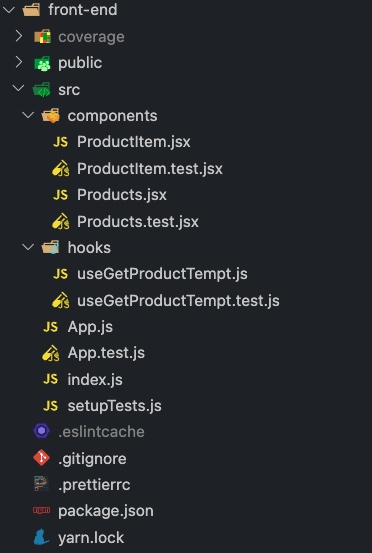 front-end
coverage
public
src
components
JS ProductItem.jsx
ProductItem.test.jsx
JS Products.jsx
Products.test.jsx
hooks
JS useGetProductTempt.js
useGetProductTempt.test.js
JS App.js
App.test.js
JS index.js
JS setupTests.js
.eslintcache
.gitignore
.prettierrc
package.json
yarn.lock